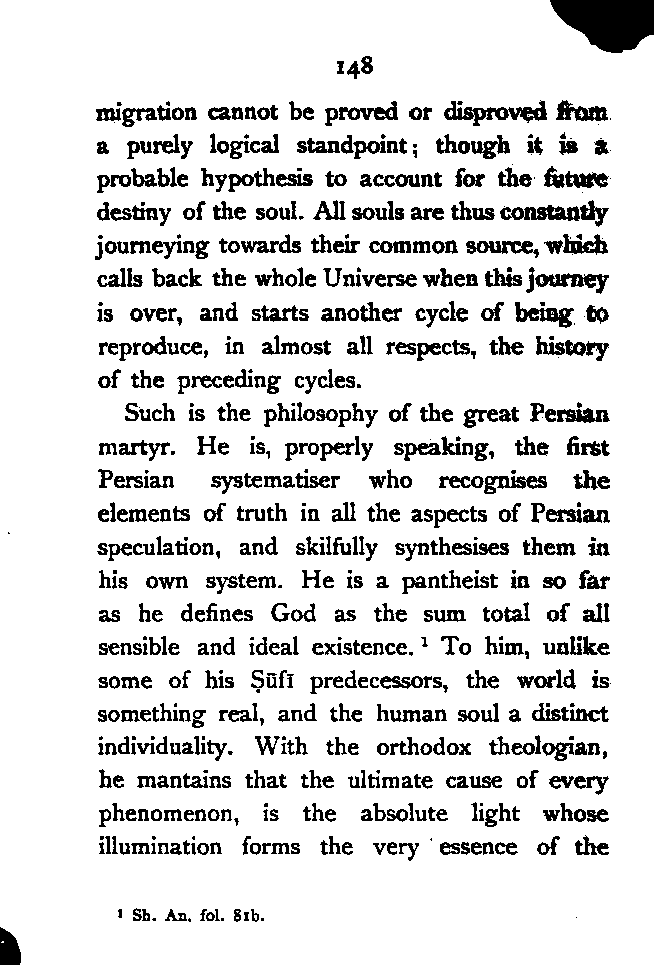 148
migration cannot be proved or disproved from
a purely logical standpoint; though it is a
probable hypothesis to account for the future
destiny of the soul. All souls are thus constantly
journeying towards their common source, which
calls back the whole Universe when this journey
is over, and starts another cycle of being to
reproduce, in almost all respects, the history
of the preceding cycles.
Such is the philosophy of the great Persian
martyr. He is, properly speaking, the first
Persian systematiser who recognises the
elements of truth in all the aspects of Persian
speculation, and skilfully synthesises them in
his own system. He is a pantheist in so far
as he defines God as the sum total of all
sensible and ideal existence. ¹ To him, unlike
some of his Ṣūfī predecessors, the world is
something real, and the human soul a distinct
individuality. With the orthodox theologian,
he mantains that the ultimate cause of every
phenomenon, is the absolute light whose
illumination forms the very essence of the
¹ Sh. An. fol. 81b.